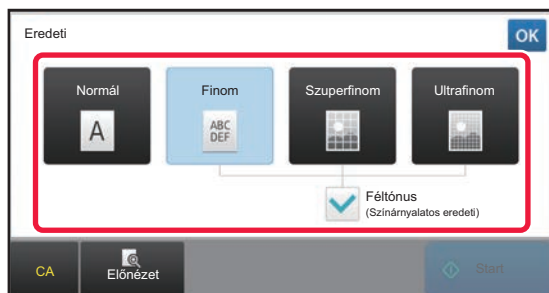 Eredeti
OK
Normál
Finom
Szuperfinom
Ultrafinom
A
ABC
DEF
Féltónus
(Színárnyalatos eredeti)
CA
Előnézet
Start